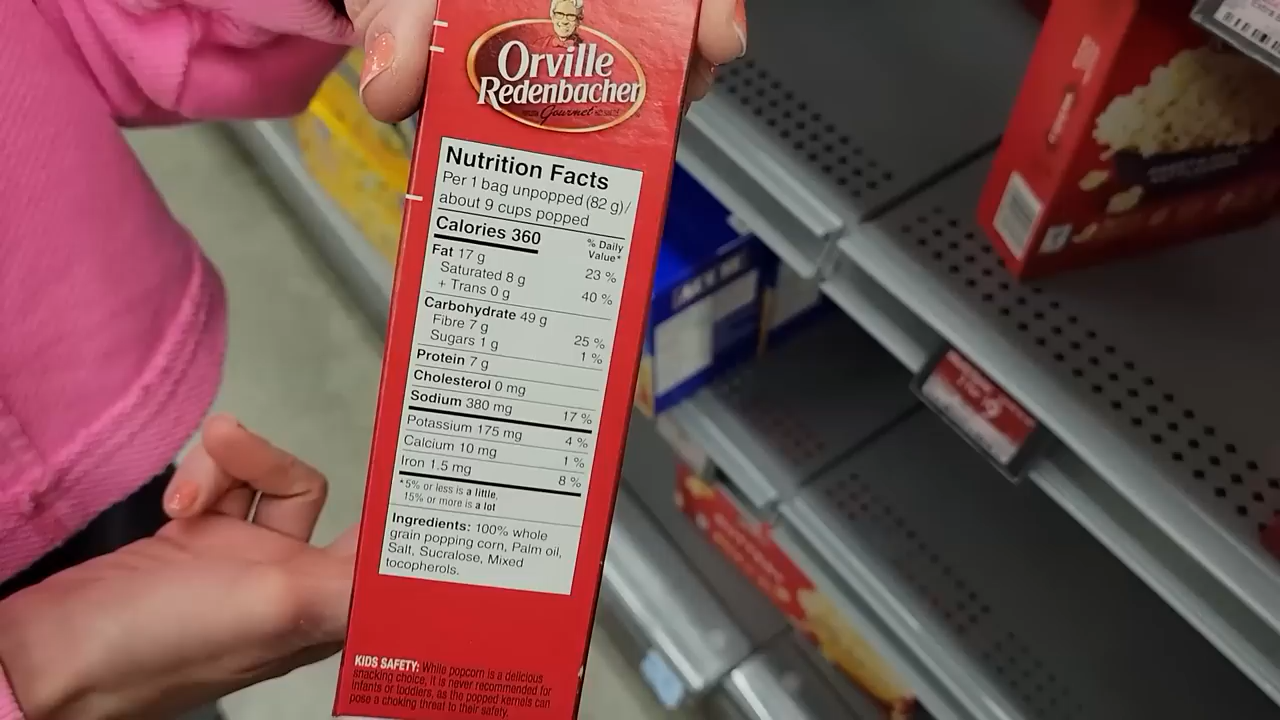 Orville
Redenbacher
Gourmet
Nutrition Facts
Per 1 bag unpopped (82 g)/
about 9 cups popped
Calories 360
% Daily
Value*
Fat 17 g 23 %
Saturated 8 g
+ Trans 0 g 40 %
Carbohydrate 49 g
Fibre 7 g 25 %
Sugars 1 g 1 %
Protein 7 g
Cholesterol 0 mg
Sodium 380 mg 17 %
Potassium 175 mg 4 %
Calcium 10 mg 1 %
Iron 1.5 mg 8 %
*5% or less is a little,
15% or more is a lot
Ingredients: 100% whole
grain popping corn, Palm oil,
Salt, Sucralose, Mixed
tocopherols.
KIDS SAFETY: While popcorn is a delicious
snacking choice, it is never recommended for
infants or toddlers, as the popped kernels can
pose a choking threat to their safety.